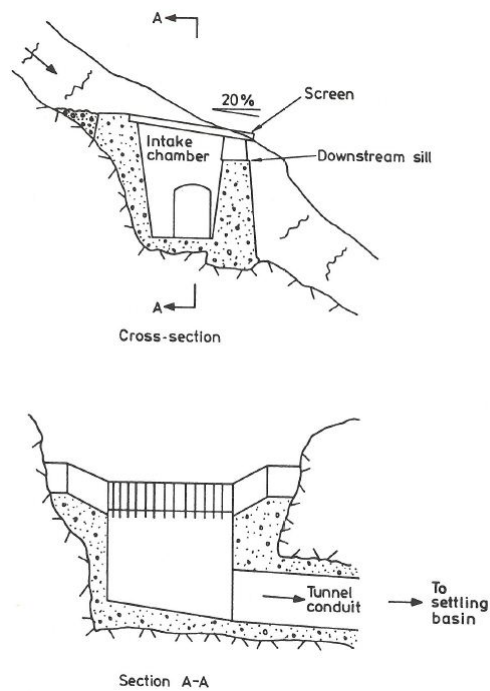 A
20%
Screen
Intake
chamber
Downstream sill
A
Cross-section
Tunnel
conduit
To
settling
basin
Section A-A